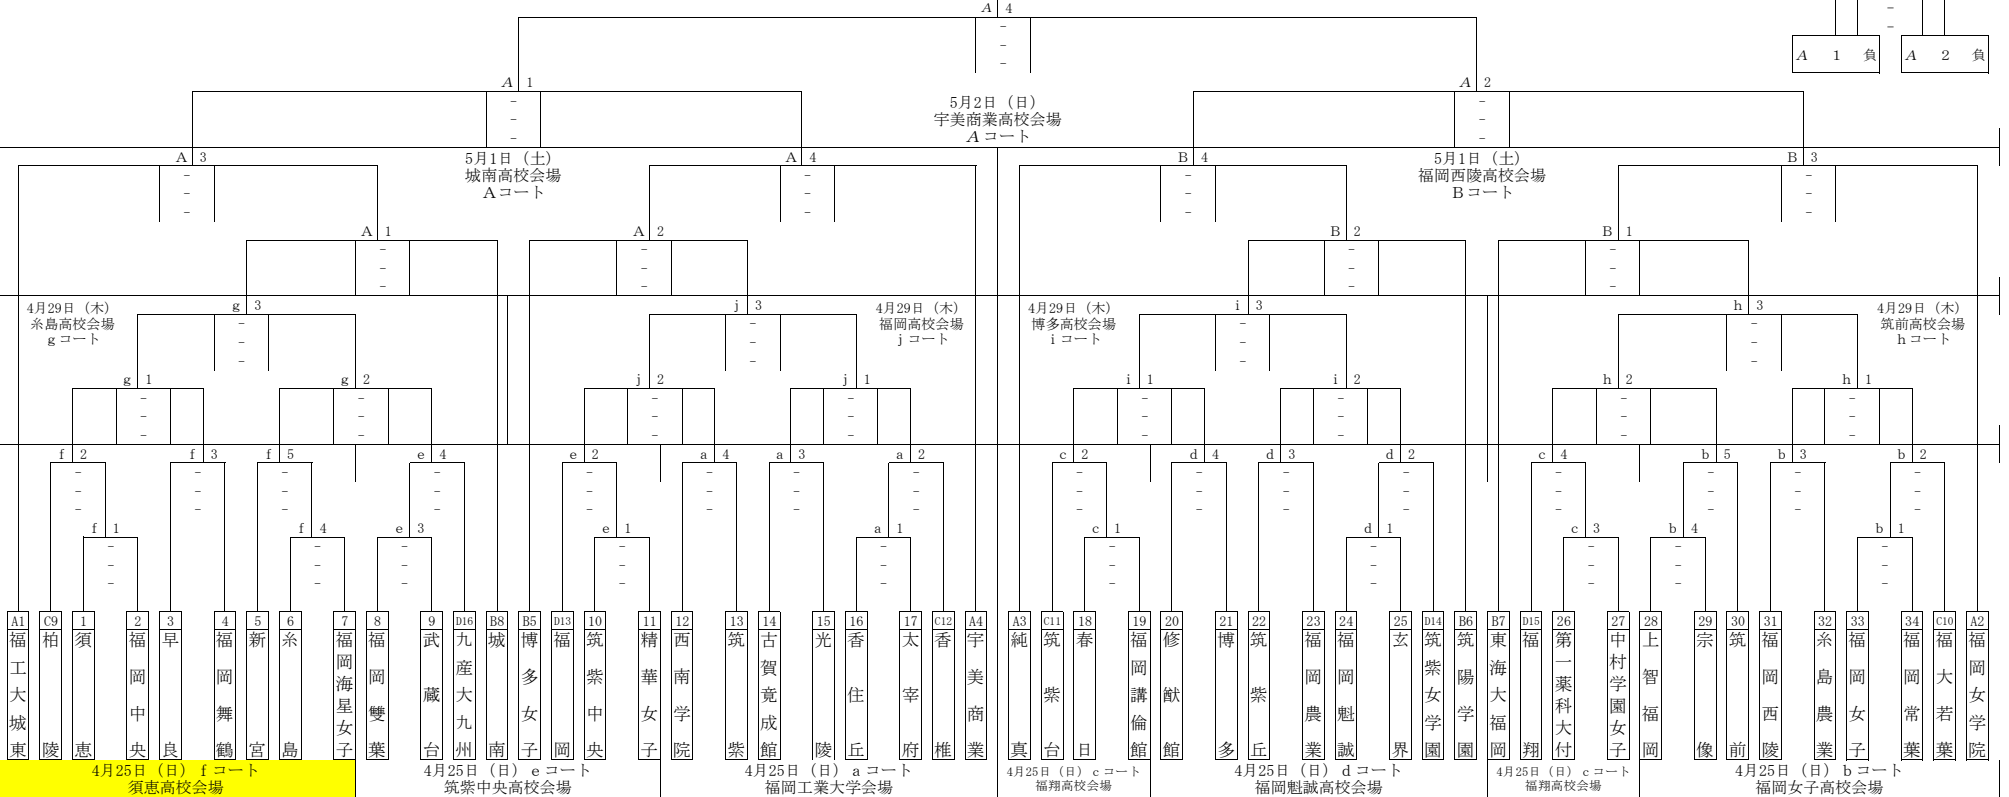 A 4
A 1 負
A 2 負
A 1
A 2
5月2日（日）
宇美商業高校会場
Aコート
A 3
5月1日（土）
城南高校会場
Aコート
A 4
B 4
5月1日（土）
福岡西陵高校会場
Bコート
B 3
A 1
A 2
B 2
B 1
4月29日（木）
糸島高校会場
gコート
g 3
j 3
4月29日（木）
福岡高校会場
jコート
4月29日（木）
博多高校会場
iコート
i 3
h 3
4月29日（木）
筑前高校会場
hコート
g 1
g 2
j 2
j 1
i 1
i 2
h 2
h 1
f 2
f 3
f 5
e 4
e 2
a 4
a 3
a 2
c 2
d 4
d 3
d 2
c 4
b 5
b 3
b 2
f 1
f 4
e 3
e 1
a 1
c 1
d 1
c 3
b 4
b 1
A1 福工大城東
C9 柏陵
1 須恵
2 福岡中央
3 早良
4 福岡舞鶴
5 新宮
6 糸島
7 福岡海星女子
8 福岡雙葉
9 武蔵台
D16 九産大九州
B8 城南
B5 博多女子
D13 福岡
10 筑紫中央
11 精華女子
12 西南学院
13 筑紫
14 古賀竟成館
15 光陵
16 香住丘
17 太宰府
C12 香椎
A4 宇美商業
A3 純真
C11 筑紫台
18 春日
19 福岡講倫館
20 修猷館
21 博多
22 筑紫丘
23 福岡農業
24 福岡魁誠
25 玄界
D14 筑紫女学園
B6 筑陽学園
B7 東海大福岡
D15 福翔
26 第一薬科大付
27 中村学園女子
28 上智福岡
29 宗像
30 筑前
31 福岡西陵
32 糸島農業
33 福岡女子
34 福岡常葉
C10 福大若葉
A2 福岡女学院
4月25日（日）fコート
須恵高校会場
4月25日（日）eコート
筑紫中央高校会場
4月25日（日）aコート
福岡工業大学会場
4月25日（日）cコート
福翔高校会場
4月25日（日）dコート
福岡魁誠高校会場
4月25日（日）cコート
福翔高校会場
4月25日（日）bコート
福岡女子高校会場